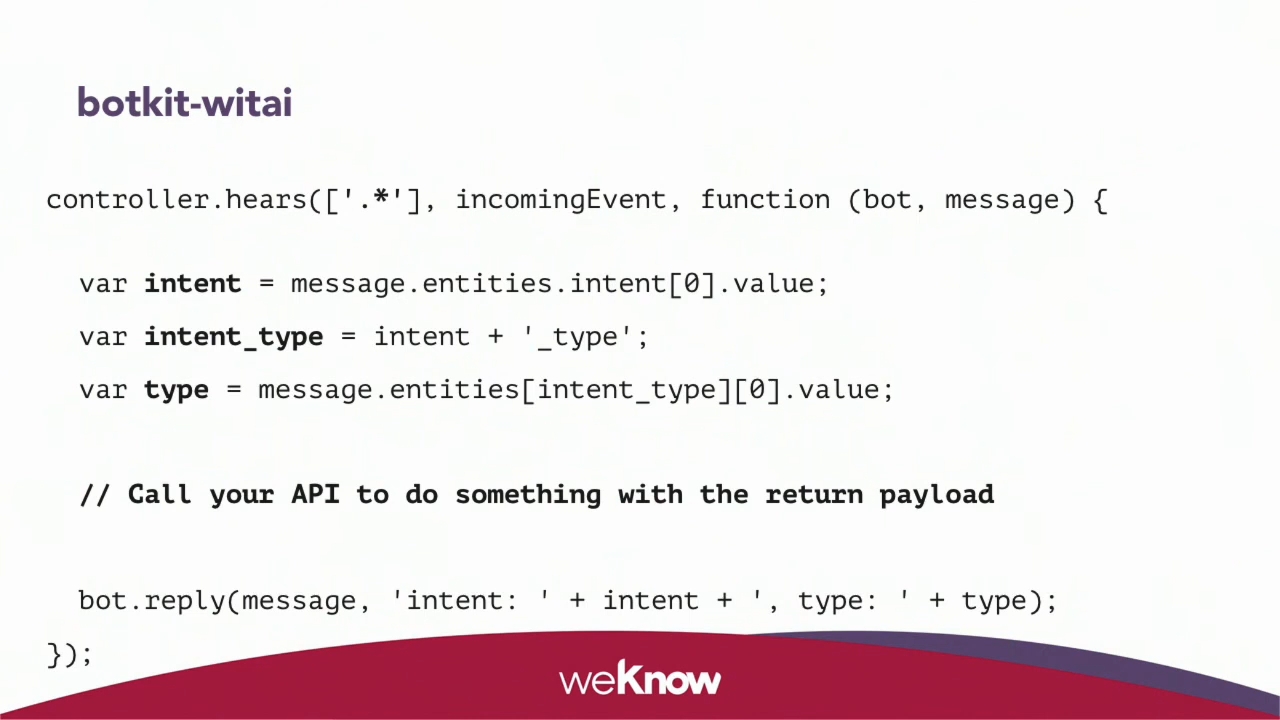 botkit-witai
controller.hears(['.*'], incomingEvent, function (bot, message) {
var intent = message.entities.intent[0].value;
var intent_type = intent + '_type';
var type = message.entities[intent_type][0].value;
// Call your API to do something with the return payload
bot.reply(message, 'intent: ' + intent + ', type: ' + type);
});
weKnow